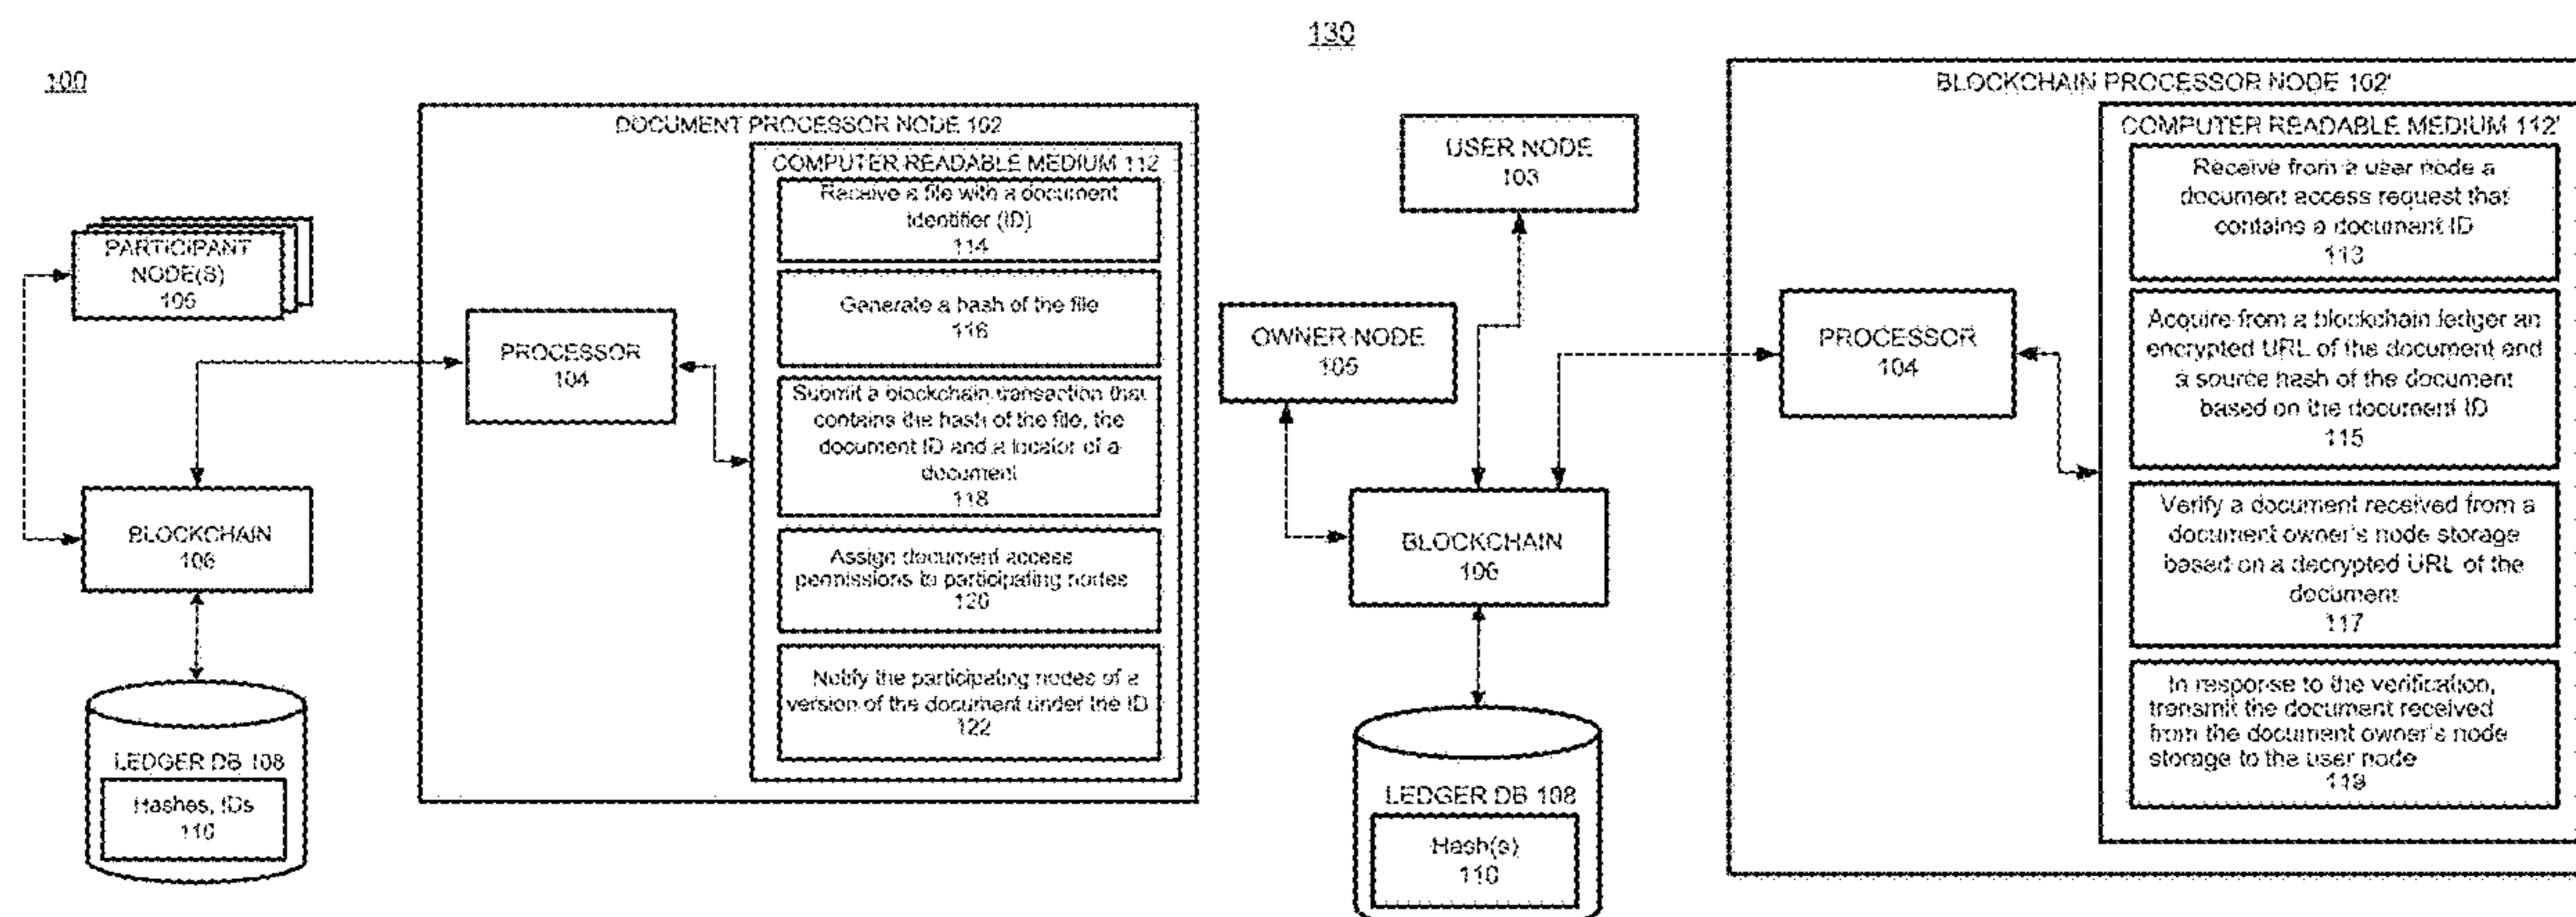 100
DOCUMENT PROCESSOR NODE 102
COMPUTER READABLE MEDIUM 112
Receive a file with a document
Identifier (ID)
114
Generate a hash of the file
116
Submit a blockchain transaction that
contains the hash of the file, the
document ID and a locator of a
document
118
Assign document access
permissions to participating nodes
120
Notify the participating nodes of a
version of the document under the ID
122
PROCESSOR
104
PARTICIPANT
NODE(S)
105
BLOCKCHAIN
106
LEDGER DB 108
Hashes, IDs
110
130
USER NODE
103
OWNER NODE
105
BLOCKCHAIN
106
LEDGER DB 108
Hash(s)
110
BLOCKCHAIN PROCESSOR NODE 102'
PROCESSOR
104
COMPUTER READABLE MEDIUM 112'
Receive from a user node a
document access request that
contains a document ID
113
Acquire from a blockchain ledger an
encrypted URL of the document and
a source hash of the document
based on the document ID
115
Verify a document received from a
document owner's node storage
based on a decrypted URL of the
document
117
In response to the verification,
transmit the document received
from the document owner's node
storage to the user node
119